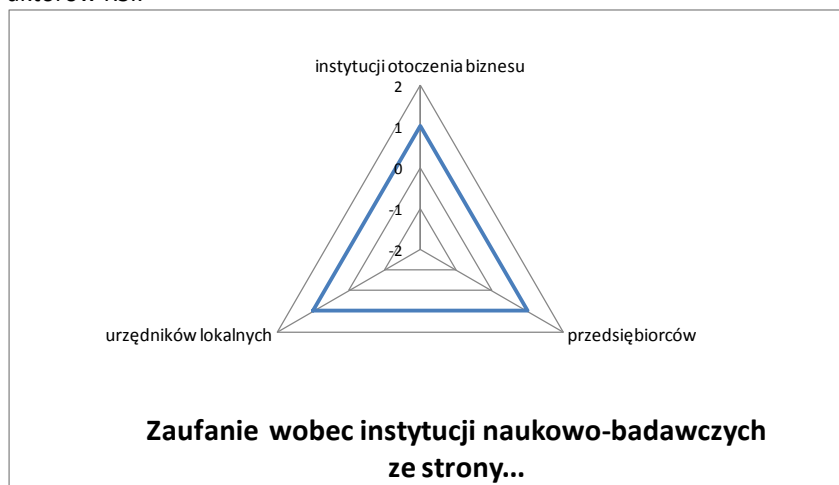 instytucji otoczenia biznesu
2
1
0
-1
-2
urzędników lokalnych
przedsiębiorców
Zaufanie wobec instytucji naukowo-badawczych
ze strony...